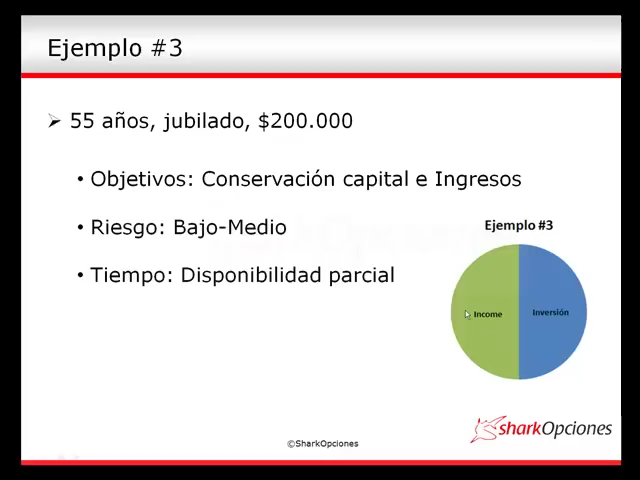 Ejemplo #3
55 años, jubilado, $200.000
• Objetivos: Conservación capital e Ingresos
• Riesgo: Bajo-Medio
• Tiempo: Disponibilidad parcial
Ejemplo #3
Income
Inversión
sharkOpciones
©SharkOpciones